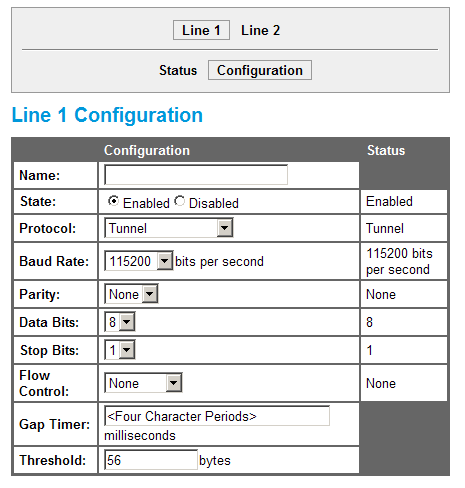 Line 1 Line 2
Status Configuration
Line 1 Configuration
Configuration Status
Name:
State: Enabled Disabled Enabled
Protocol: Tunnel Tunnel
Baud Rate: 115200 bits per second 115200 bits
per second
Parity: None None
Data Bits: 8 8
Stop Bits: 1 1
Flow
Control: None None
Gap Timer: <Four Character Periods>
milliseconds
Threshold: 56 bytes